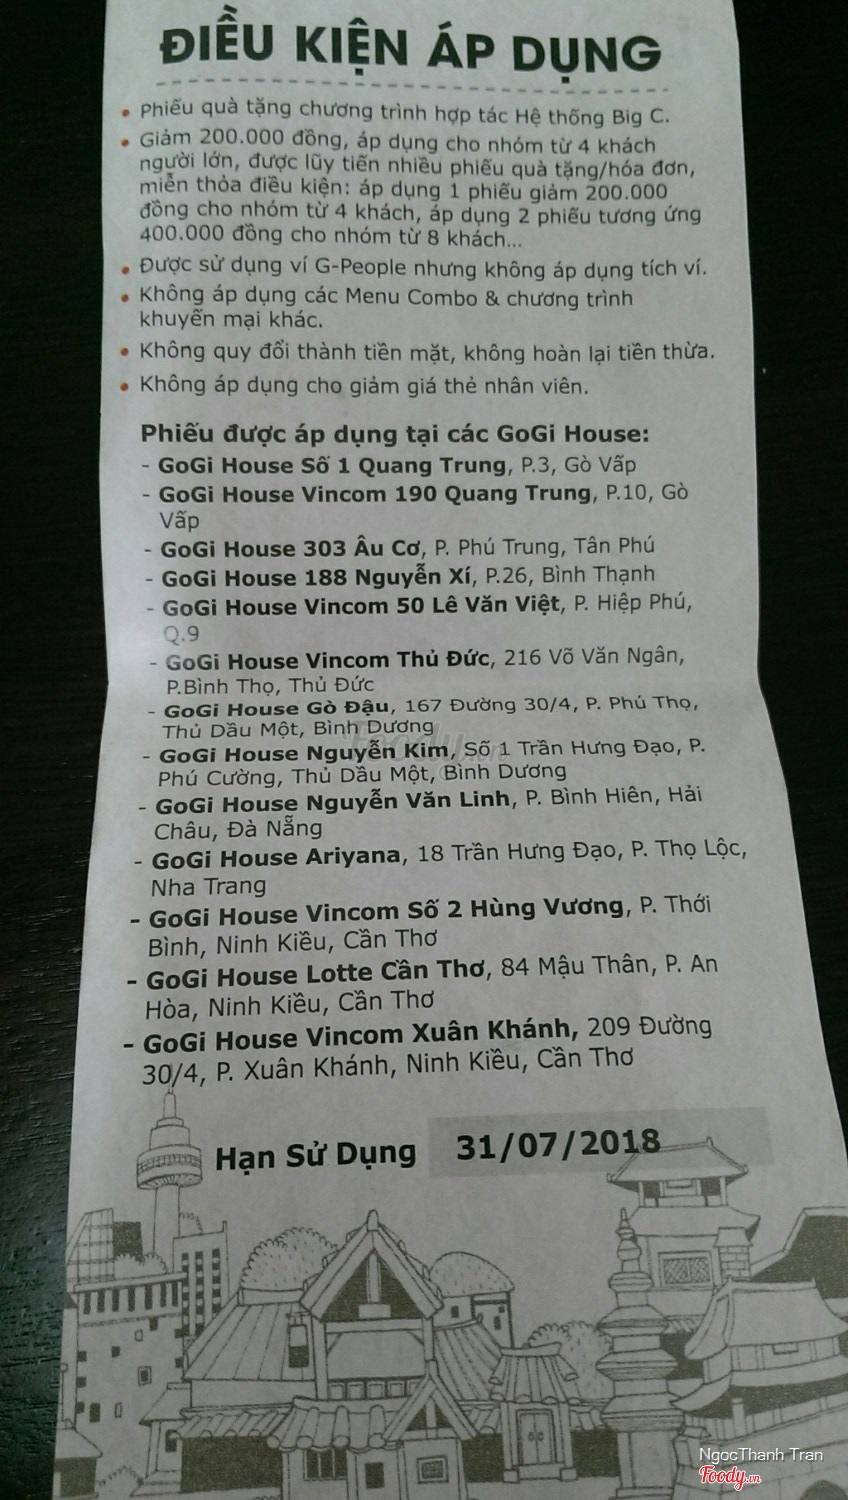 ĐIỀU KIỆN ÁP DỤNG
• Phiếu quà tặng chương trình hợp tác Hệ thống Big C.
• Giảm 200.000 đồng, áp dụng cho nhóm từ 4 khách
người lớn, được lũy tiến nhiều phiếu quà tặng/hóa đơn,
miễn thỏa điều kiện: áp dụng 1 phiếu giảm 200.000
đồng cho nhóm từ 4 khách, áp dụng 2 phiếu tương ứng
400.000 đồng cho nhóm từ 8 khách...
• Được sử dụng ví G-People nhưng không áp dụng tích ví.
• Không áp dụng các Menu Combo & chương trình
khuyến mại khác.
• Không quy đổi thành tiền mặt, không hoàn lại tiền thừa.
• Không áp dụng cho giảm giá thẻ nhân viên.
Phiếu được áp dụng tại các GoGi House:
- GoGi House Số 1 Quang Trung, P.3, Gò Vấp
- GoGi House Vincom 190 Quang Trung, P.10, Gò
Vấp
- GoGi House 303 Âu Cơ, P. Phú Trung, Tân Phú
- GoGi House 188 Nguyễn Xí, P.26, Bình Thạnh
- GoGi House Vincom 50 Lê Văn Việt, P. Hiệp Phú,
Q.9
- GoGi House Vincom Thủ Đức, 216 Võ Văn Ngân,
P.Bình Thọ, Thủ Đức
- GoGi House Gò Đậu, 167 Đường 30/4, P. Phú Thọ,
Thủ Dầu Một, Bình Dương
- GoGi House Nguyễn Kim, Số 1 Trần Hưng Đạo, P.
Phú Cường, Thủ Dầu Một, Bình Dương
- GoGi House Nguyễn Văn Linh, P. Bình Hiên, Hải
Châu, Đà Nẵng
- GoGi House Ariyana, 18 Trần Hưng Đạo, P. Thọ Lộc,
Nha Trang
- GoGi House Vincom Số 2 Hùng Vương, P. Thới
Bình, Ninh Kiều, Cần Thơ
- GoGi House Lotte Cần Thơ, 84 Mậu Thân, P. An
Hòa, Ninh Kiều, Cần Thơ
- GoGi House Vincom Xuân Khánh, 209 Đường
30/4, P. Xuân Khánh, Ninh Kiều, Cần Thơ
Hạn Sử Dụng 31/07/2018
NgocThanh Tran
Foody.vn